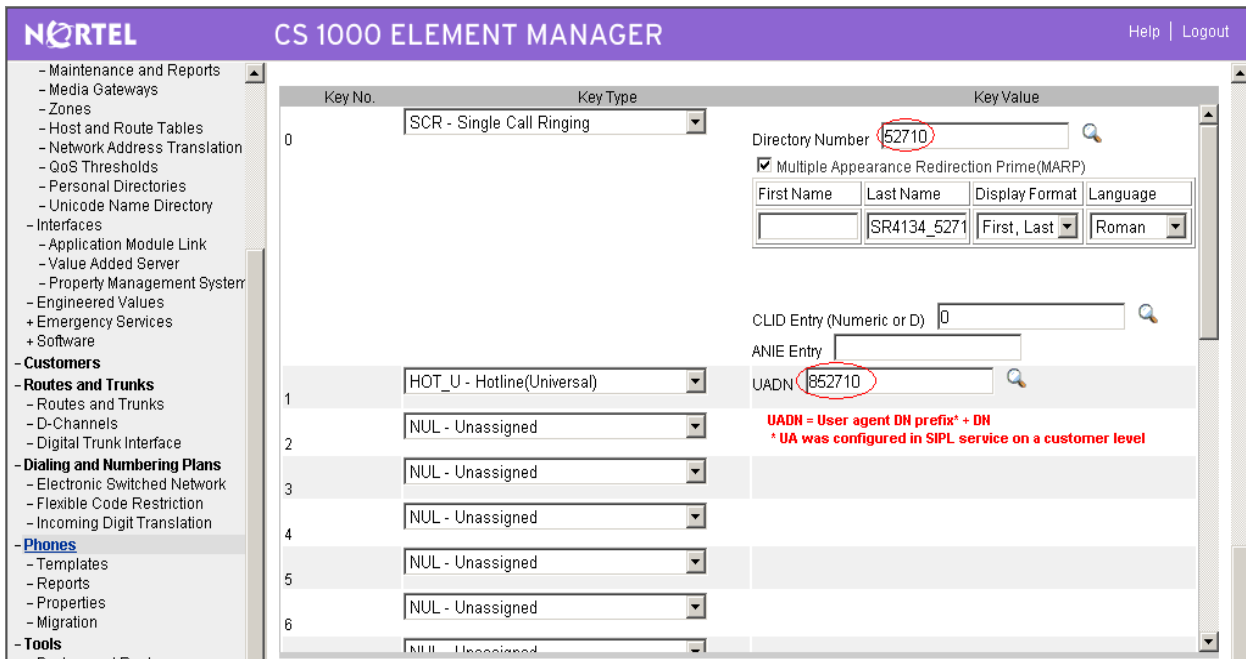 NORTEL
CS 1000 ELEMENT MANAGER
Help | Logout
– Maintenance and Reports
– Media Gateways
– Zones
– Host and Route Tables
– Network Address Translation
– QoS Thresholds
– Personal Directories
– Unicode Name Directory
– Interfaces
– Application Module Link
– Value Added Server
– Property Management System
– Engineered Values
+ Emergency Services
+ Software
– Customers
– Routes and Trunks
– Routes and Trunks
– D-Channels
– Digital Trunk Interface
– Dialing and Numbering Plans
– Electronic Switched Network
– Flexible Code Restriction
– Incoming Digit Translation
– Phones
– Templates
– Reports
– Properties
– Migration
– Tools
Key No. Key Type Key Value
0 SCR - Single Call Ringing
Directory Number 52710
Multiple Appearance Redirection Prime(MARP)
First Name Last Name Display Format Language
SR4134_5271 First, Last Roman
CLID Entry (Numeric or D) 0
ANIE Entry
1 HOT_U - Hotline(Universal) UADN 852710
UADN = User agent DN prefix* + DN
* UA was configured in SIPL service on a customer level
2 NUL - Unassigned
3 NUL - Unassigned
4 NUL - Unassigned
5 NUL - Unassigned
6 NUL - Unassigned
NUL - Unassigned